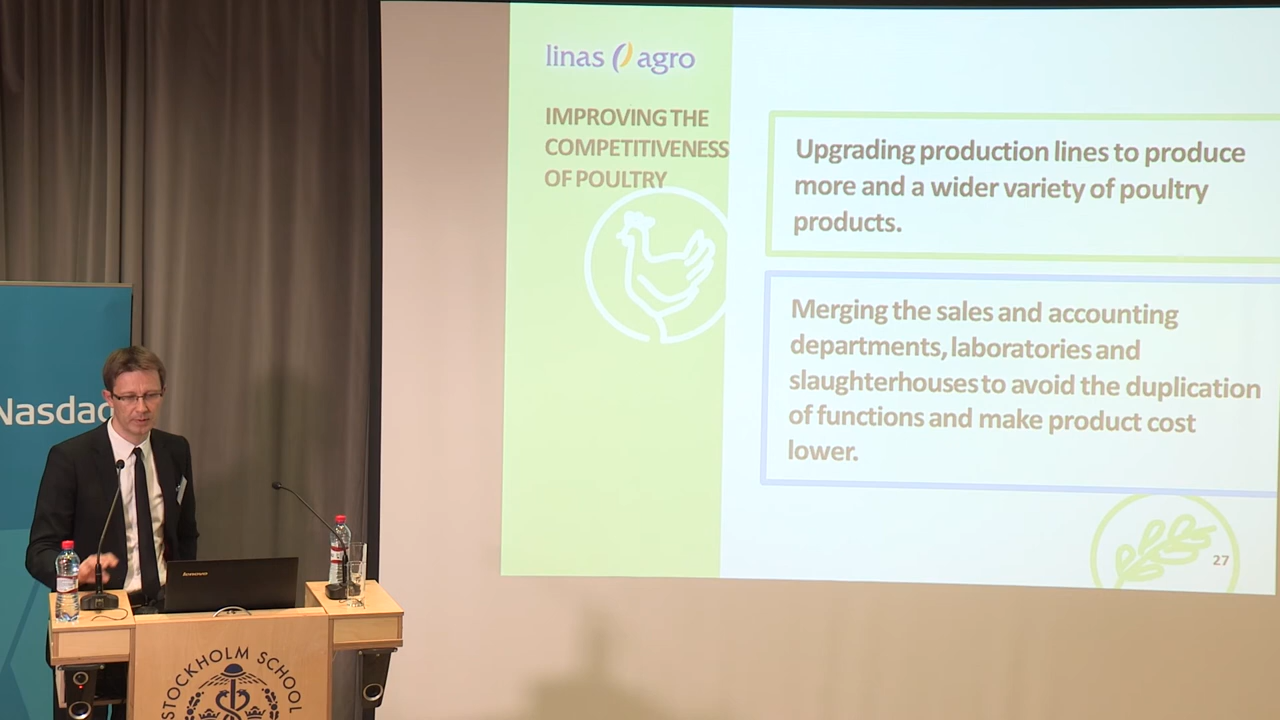 linas agro
IMPROVING THE
COMPETITIVENESS
OF POULTRY
Upgrading production lines to produce
more and a wider variety of poultry
products.
Merging the sales and accounting
departments, laboratories and
slaughterhouses to avoid the duplication
of functions and make product cost
lower.
27
Nasdaq
lenovo
STOCKHOLM SCHOOL